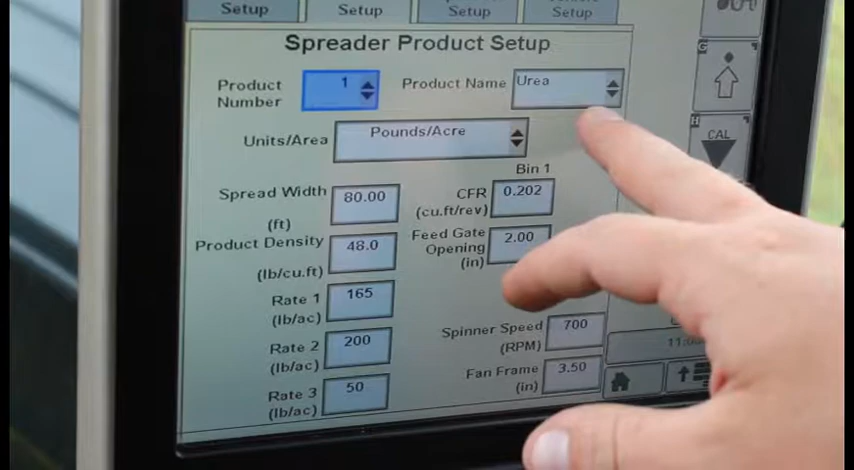 Setup
Setup
Setup
Setup
Spreader Product Setup
Product Number
1
Product Name
Urea
Units/Area
Pounds/Acre
Bin 1
Spread Width (ft)
80.00
CFR (cu.ft/rev)
0.202
Product Density (lb/cu.ft)
48.0
Feed Gate Opening (in)
2.00
Rate 1 (lb/ac)
165
Rate 2 (lb/ac)
200
Spinner Speed (RPM)
700
Rate 3 (lb/ac)
50
Fan Frame (in)
3.50
G
H
CAL